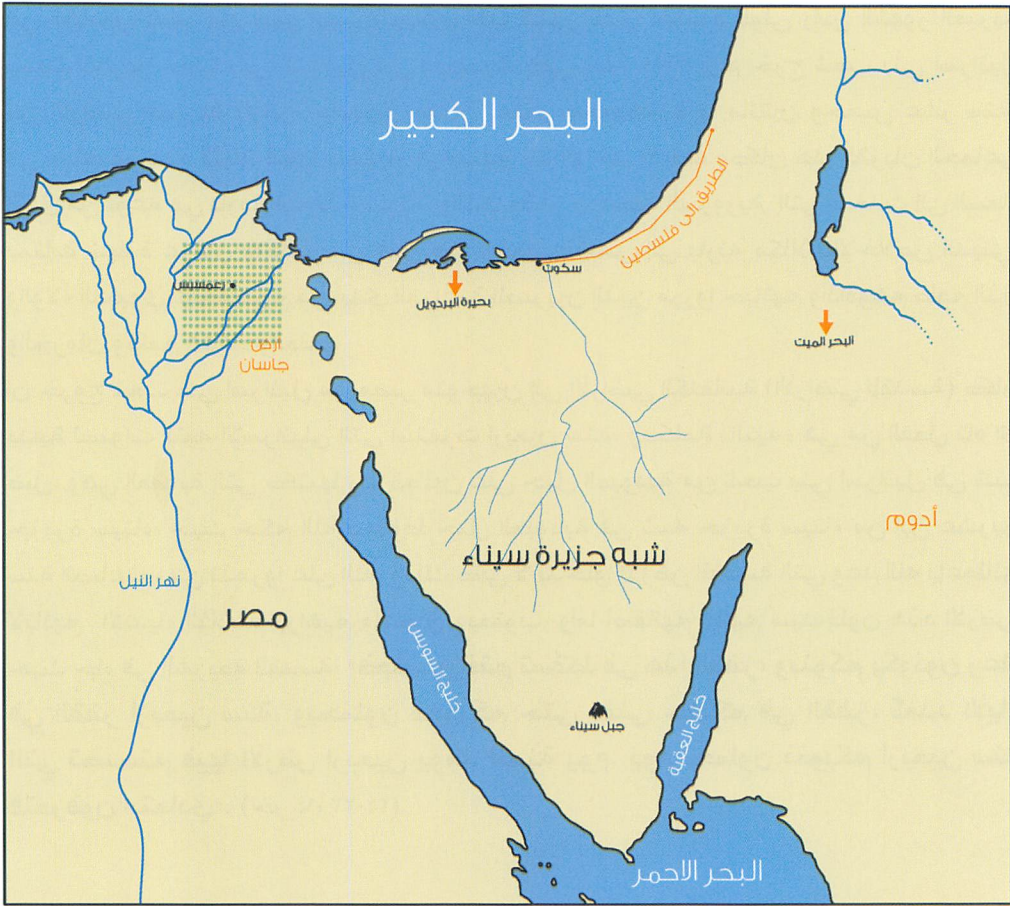 البحر الكبير
الطريق الى فلسطين
سكوت
رعمسيس
بحيرة البردويل
البحر الميت
ارض
جاسان
أدوم
شبه جزيرة سيناء
نهر النيل
مصر
خليج السويس
خليج العقبة
جبل سيناء
البحر الاحمر